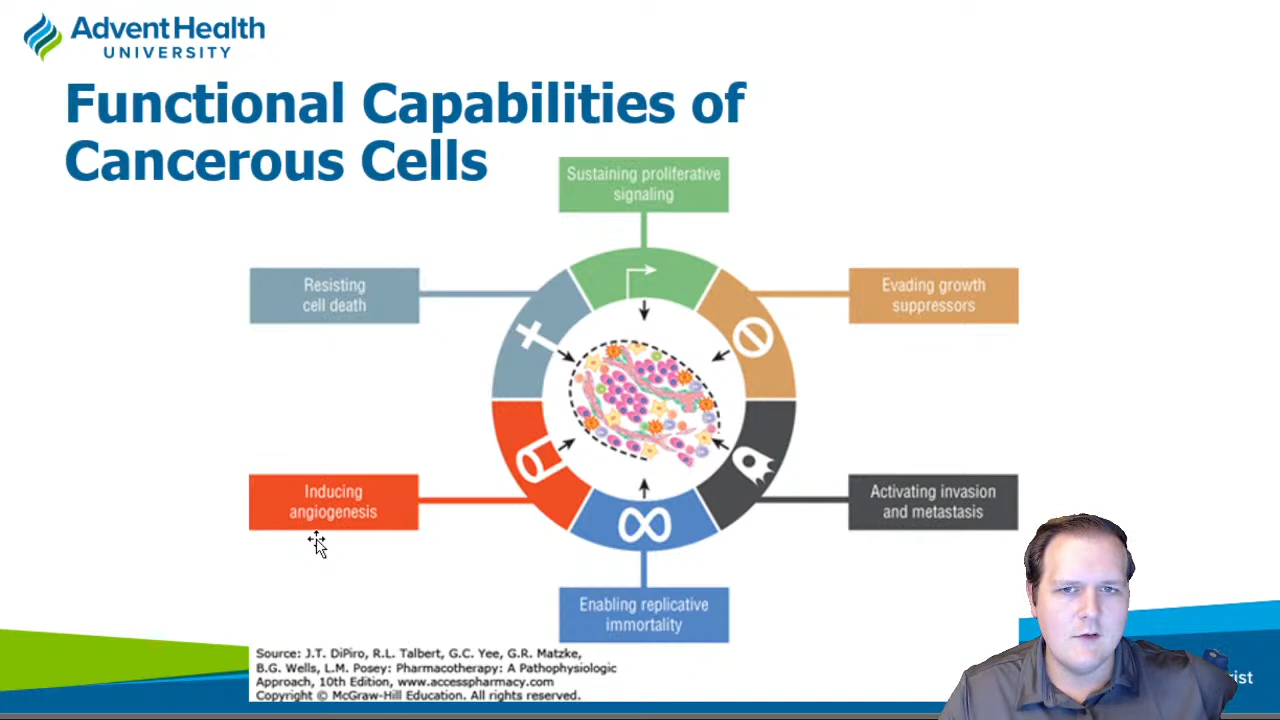 AdventHealth
UNIVERSITY
Functional Capabilities of
Cancerous Cells
Sustaining proliferative
signaling
Resisting
cell death
Evading growth
suppressors
Inducing
angiogenesis
Activating invasion
and metastasis
Enabling replicative
immortality
Source: J.T. DiPiro, R.L. Talbert, G.C. Yee, G.R. Matzke,
B.G. Wells, L.M. Posey: Pharmacotherapy: A Pathophysiologic
Approach, 10th Edition, www.accesspharmacy.com
Copyright © McGraw-Hill Education. All rights reserved.